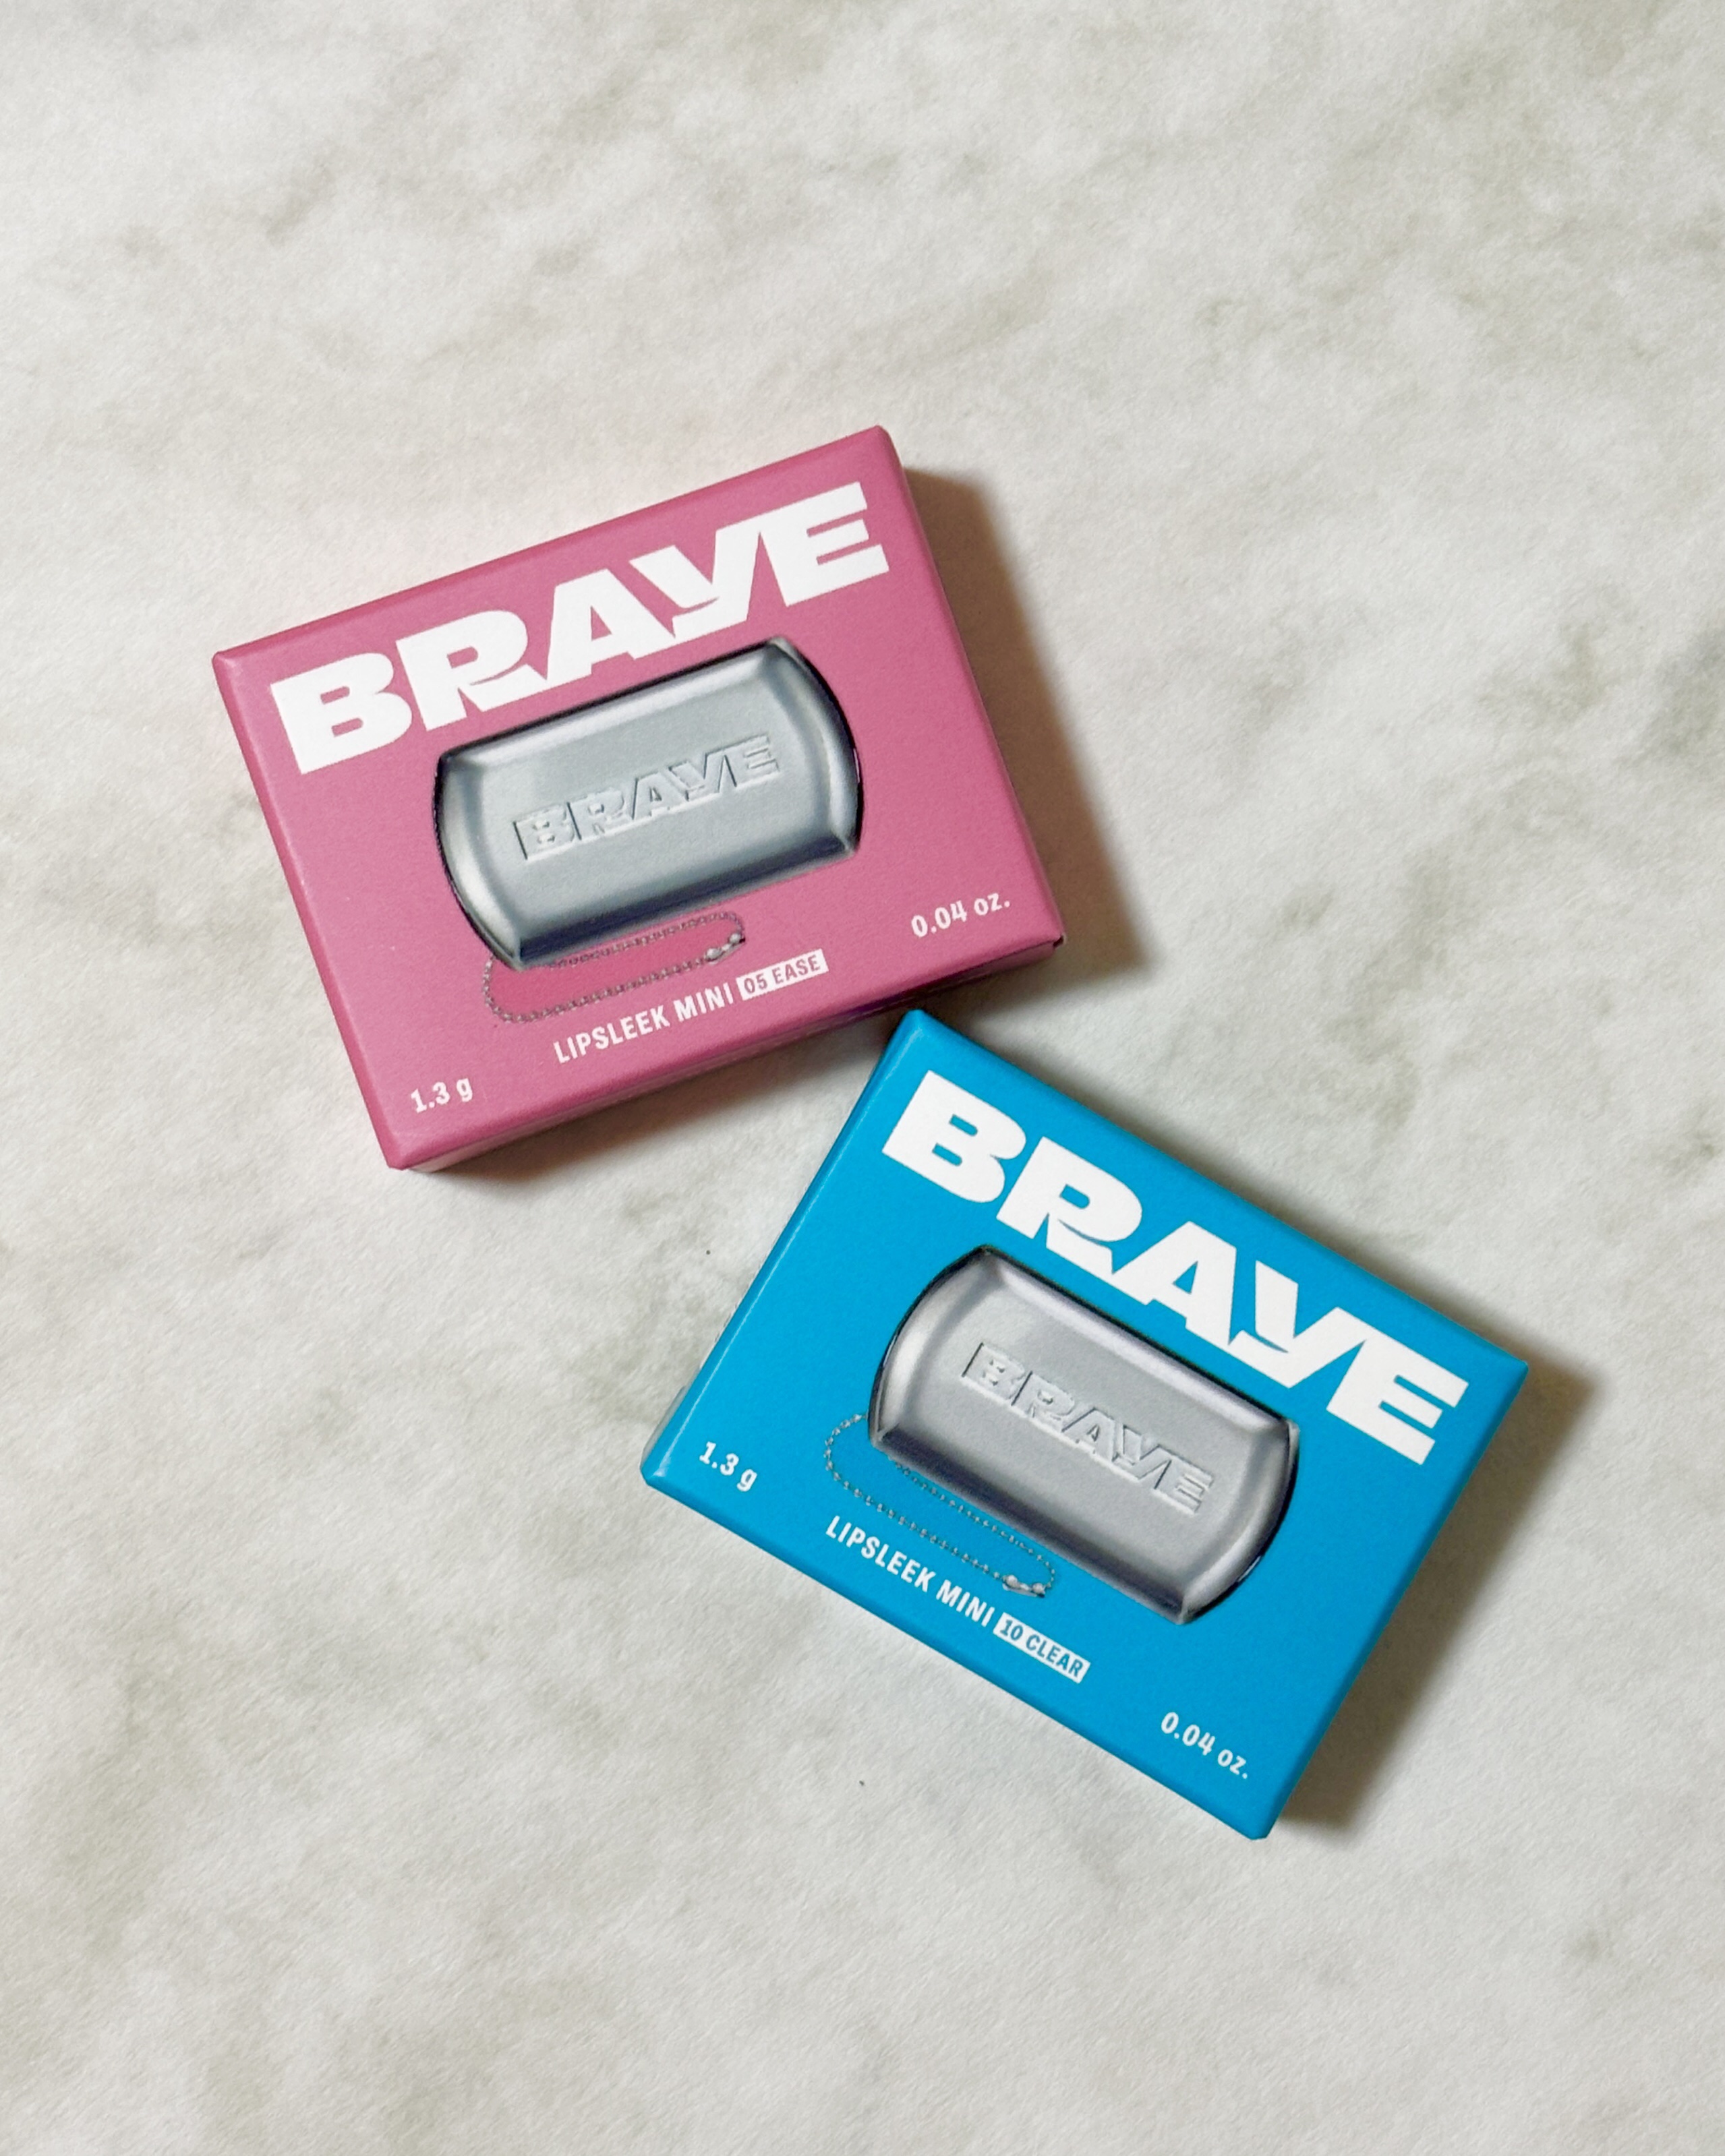 BRAYE
BRAYE
LIPSLEEK MINI 05 EASE
1.3 g
0.04 oz.
BRAYE
BRAYE
LIPSLEEK MINI 10 CLEAR
1.3 g
0.04 oz.